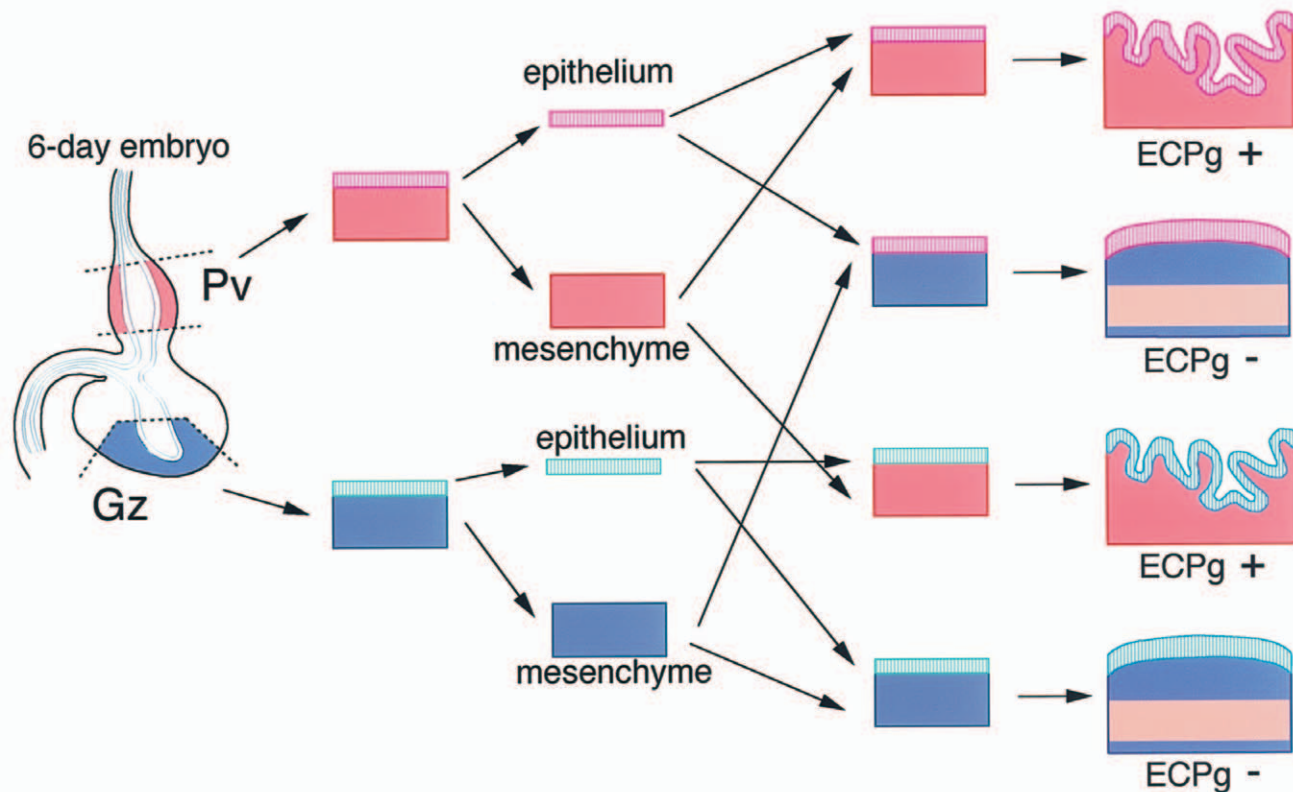 6-day embryo
Pv
Gz
epithelium
mesenchyme
epithelium
mesenchyme
ECPg +
ECPg -
ECPg +
ECPg -